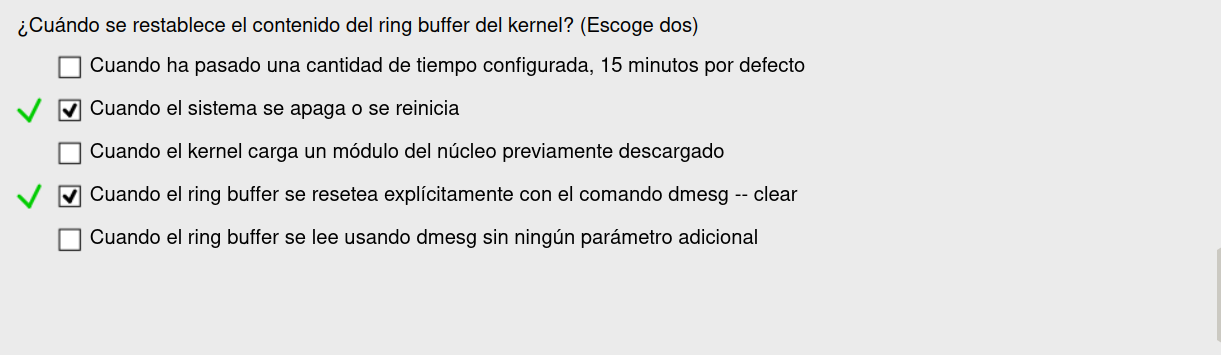 ¿Cuándo se restablece el contenido del ring buffer del kernel? (Escoge dos)
Cuando ha pasado una cantidad de tiempo configurada, 15 minutos por defecto
Cuando el sistema se apaga o se reinicia
Cuando el kernel carga un módulo del núcleo previamente descargado
Cuando el ring buffer se resetea explícitamente con el comando dmesg -- clear
Cuando el ring buffer se lee usando dmesg sin ningún parámetro adicional